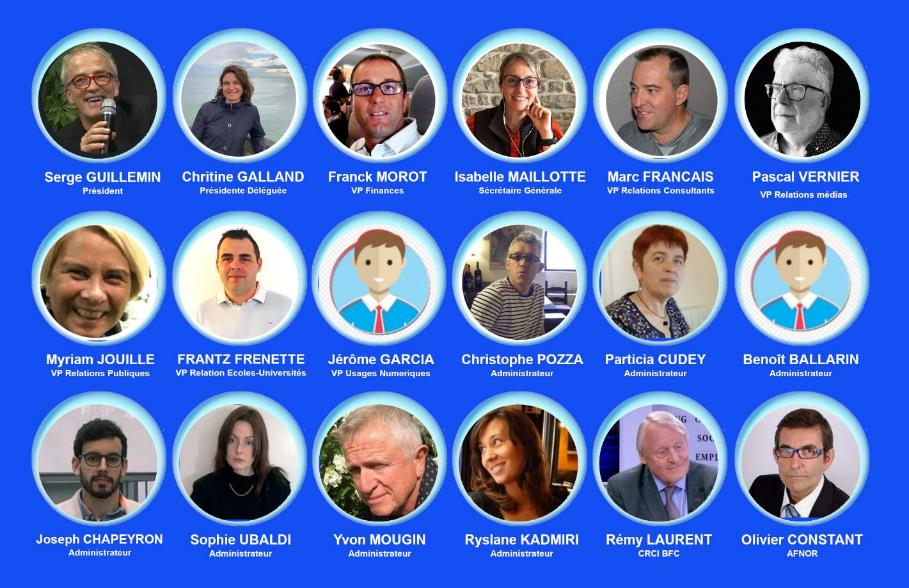 Serge GUILLEMIN
Président
Chritine GALLAND
Présidente Déléguée
Franck MOROT
VP Finances
Isabelle MAILLOTTE
Sécrétaire Générale
Marc FRANCAIS
VP Relations Consultants
Pascal VERNIER
VP Relations médias
Myriam JOUILLE
VP Relations Publiques
FRANTZ FRENETTE
VP Relation Ecoles-Universités
Jérôme GARCIA
VP Usages Numeriques
Christophe POZZA
Administrateur
Particia CUDEY
Administrateur
Benoît BALLARIN
Administrateur
Joseph CHAPEYRON
Administrateur
Sophie UBALDI
Administrateur
Yvon MOUGIN
Administrateur
Ryslane KADMIRI
Administrateur
SOC
EMPL
Rémy LAURENT
CRCI BFC
Olivier CONSTANT
AFNOR